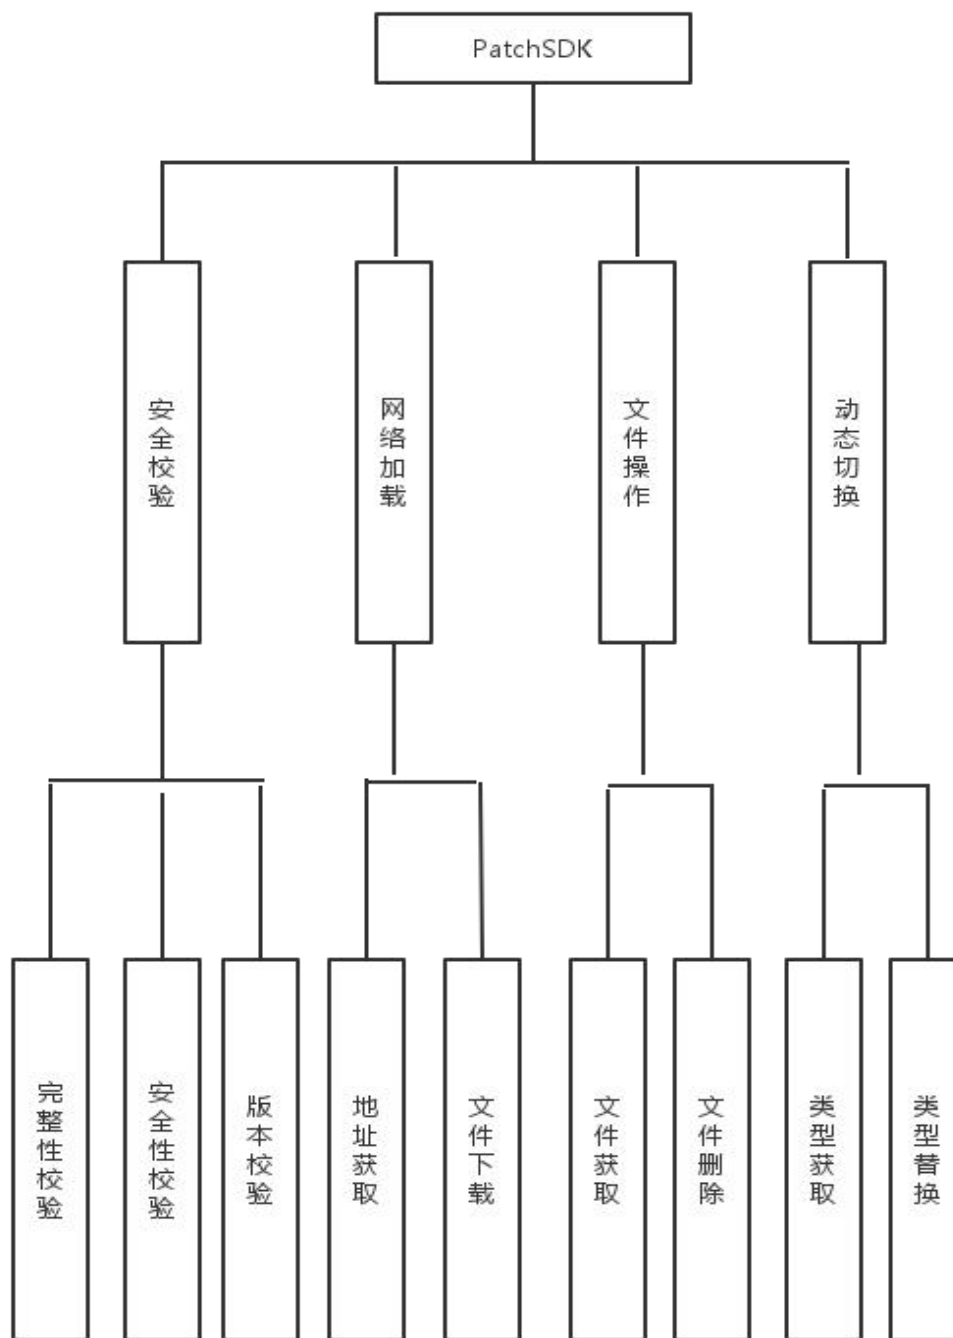 PatchSDK
安全校验
网络加载
文件操作
动态切换
完整性校验
安全性校验
版本校验
地址获取
文件下载
文件获取
文件删除
类型获取
类型替换